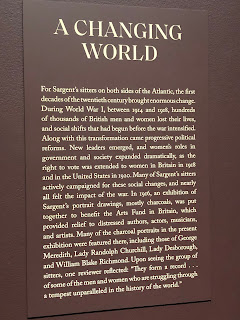 A CHANGING
WORLD
For Sargent's sitters on both sides of the Atlantic, the first
decades of the twentieth century brought enormous change.
During World War I, between 1914 and 1918, hundreds
of thousands of British men and women lost their lives,
and social shifts that had begun before the war intensified.
Along with this transformation came progressive political
reforms. New leaders emerged, and women's roles in
government and society expanded dramatically, as the
right to vote was extended to women in Britain in 1918
and in the United States in 1920. Many of Sargent's sitters
actively campaigned for these social changes, and nearly
all felt the impact of the war. In 1916, an exhibition of
Sargent's portrait drawings, mostly charcoals, was put
together to benefit the Arts Fund in Britain, which
provided relief to distressed authors, actors, musicians,
and artists. Many of the charcoal portraits in the present
exhibition were featured there, including those of George
Meredith, Lady Randolph Churchill, Lady Desborough,
and William Blake Richmond. Upon seeing the group of
sitters, one reviewer reflected: "They form a record . . .
of some of the men and women who are struggling through
a tempest unparalleled in the history of the world."